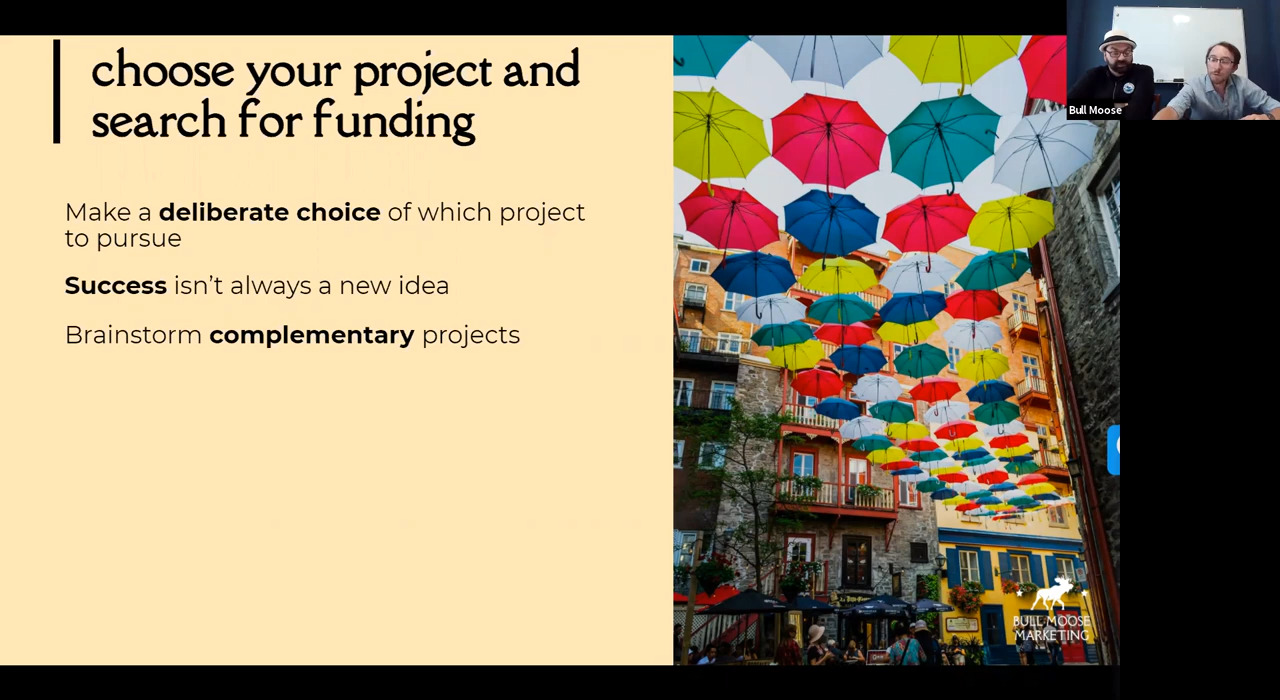 choose your project and
search for funding
Make a deliberate choice of which project
to pursue
Success isn’t always a new idea
Brainstorm complementary projects
Bull Moose
BULL MOOSE
MARKETING